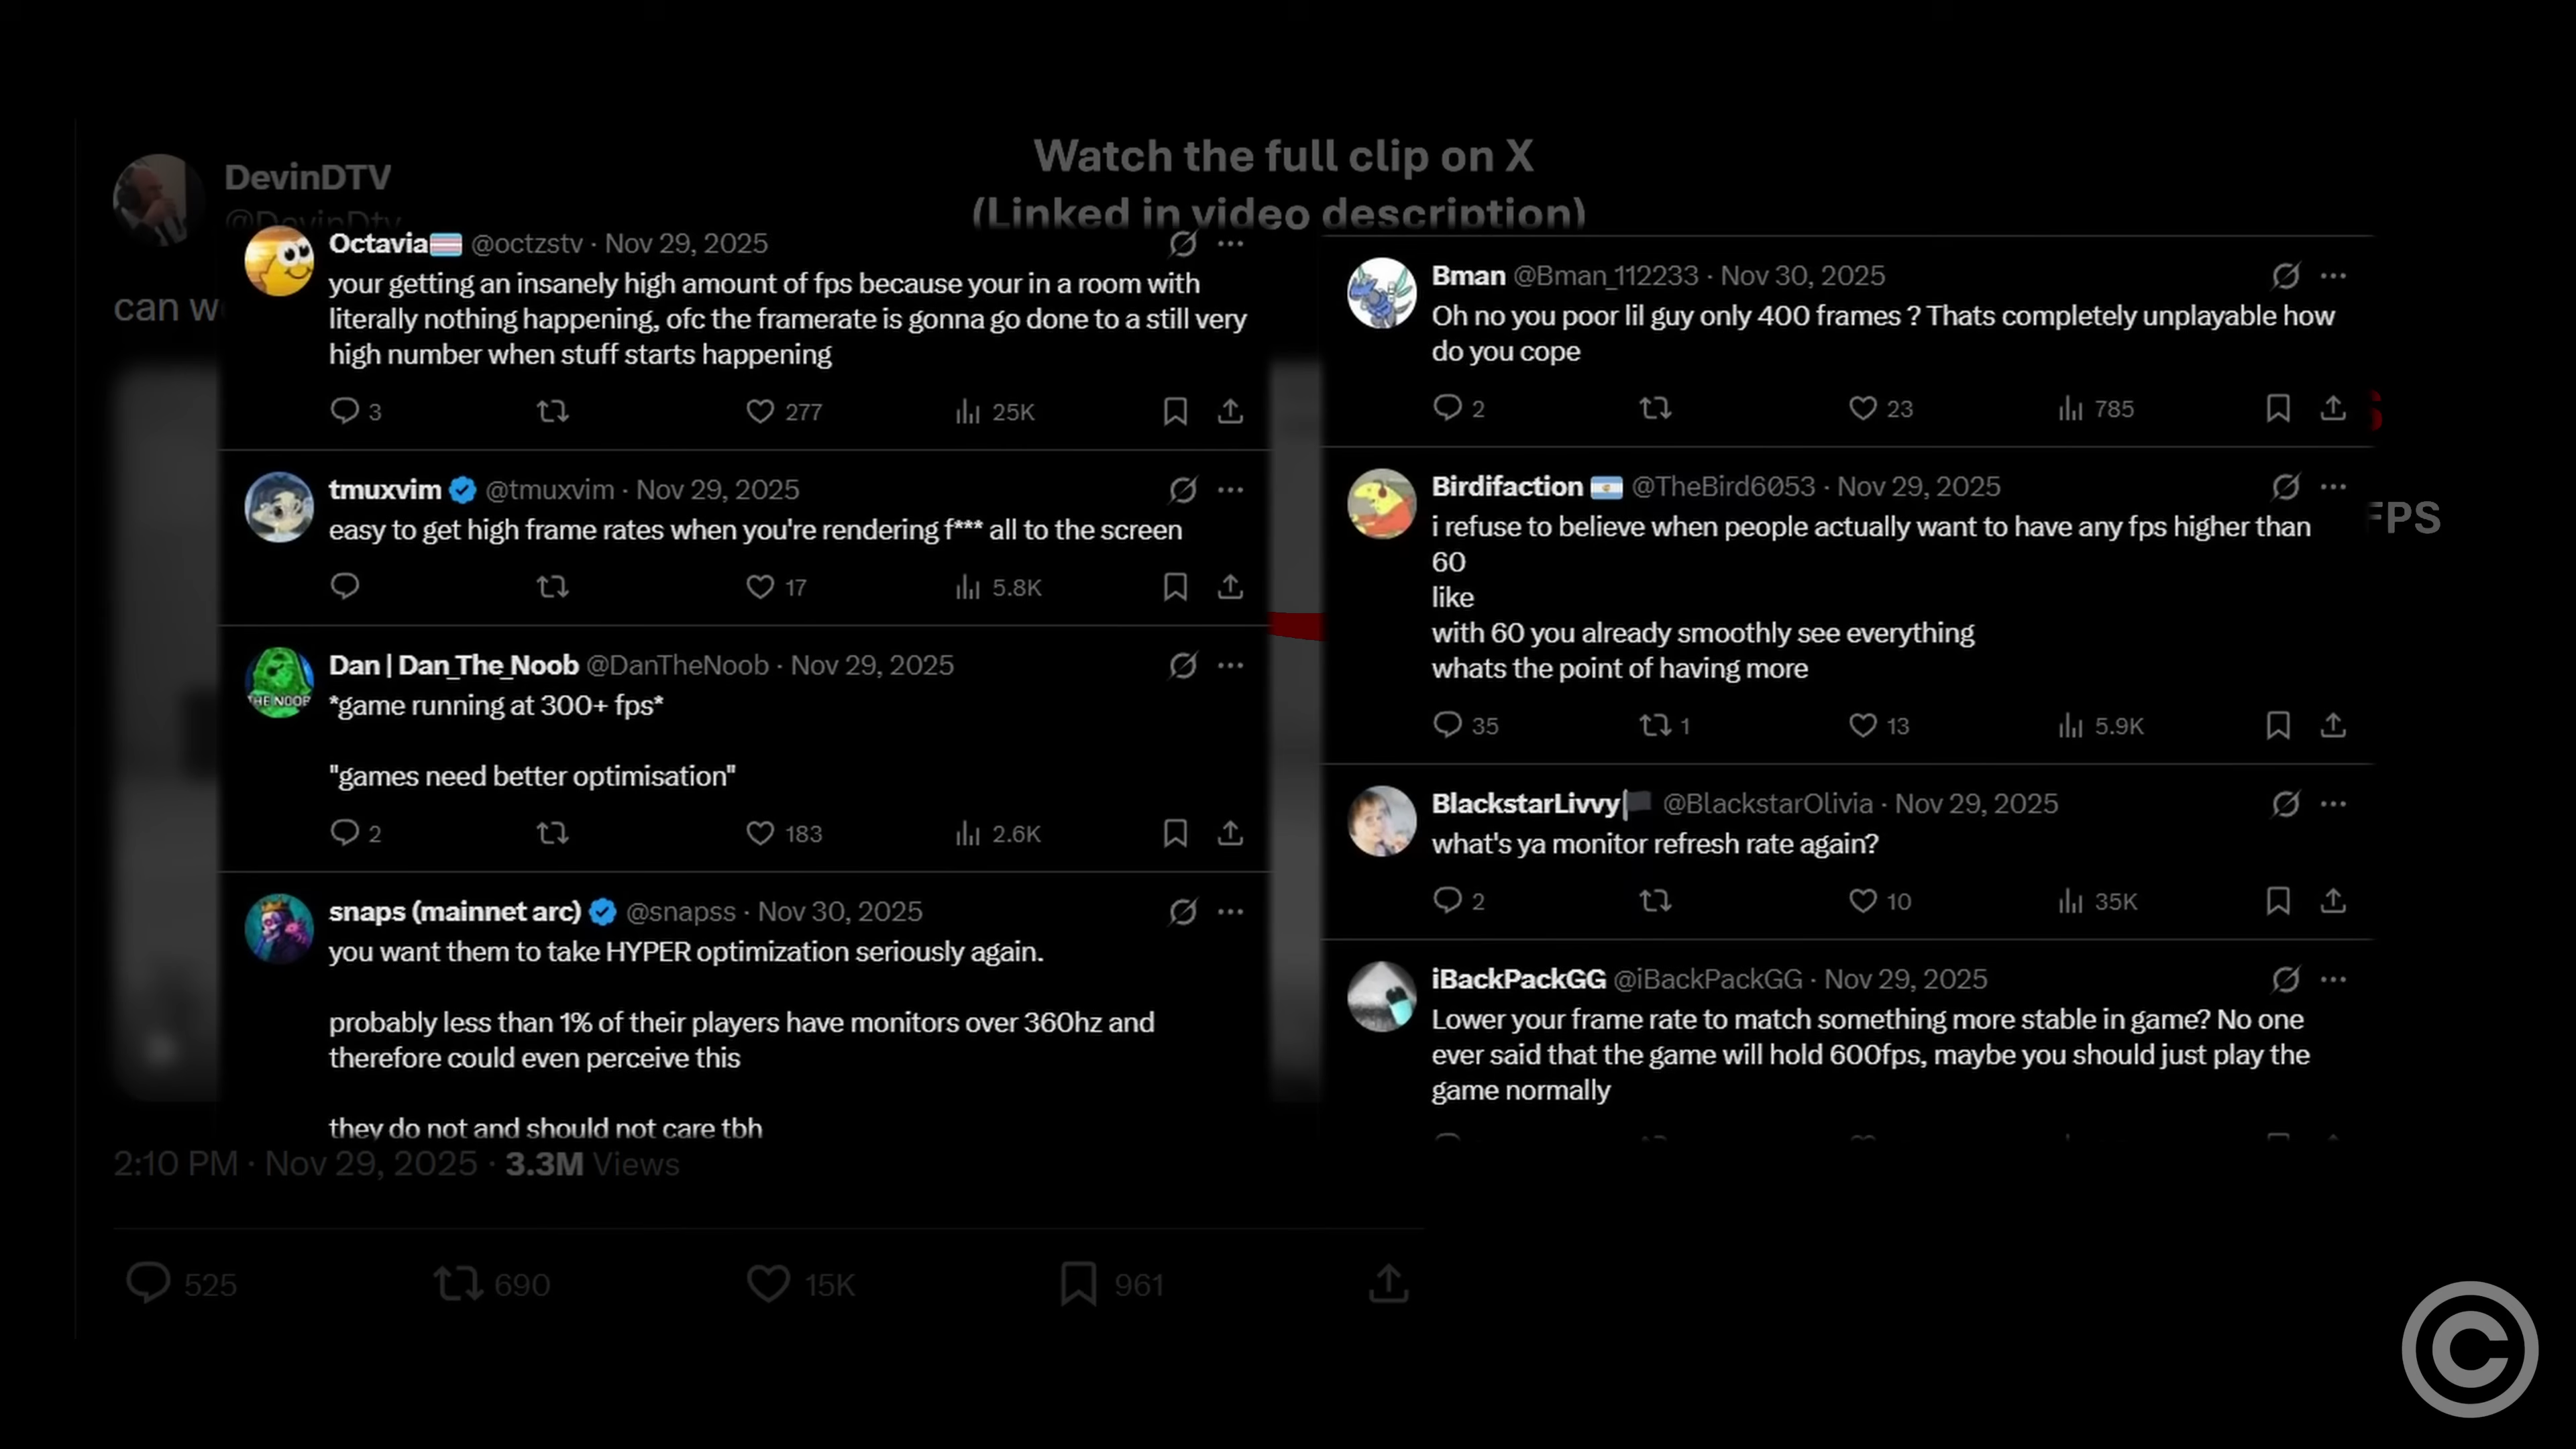 Watch the full clip on X
(Linked in video description)
DevinDTV
@DevinDtv
can w
Octavia @octzstv · Nov 29, 2025
your getting an insanely high amount of fps because your in a room with
literally nothing happening, ofc the framerate is gonna go done to a still very
high number when stuff starts happening
3 277 25K
tmuxvim @tmuxvim · Nov 29, 2025
easy to get high frame rates when you're rendering f*** all to the screen
17 5.8K
Dan | Dan_The_Noob @DanTheNoob · Nov 29, 2025
THE NOOB
*game running at 300+ fps*
"games need better optimisation"
2 183 2.6K
snaps (mainnet arc) @snapss · Nov 30, 2025
you want them to take HYPER optimization seriously again.
probably less than 1% of their players have monitors over 360hz and
therefore could even perceive this
they do not and should not care tbh
Bman @Bman_112233 · Nov 30, 2025
Oh no you poor lil guy only 400 frames ? Thats completely unplayable how
do you cope
2 23 785
Birdifaction @TheBird6053 · Nov 29, 2025
i refuse to believe when people actually want to have any fps higher than
60
like
with 60 you already smoothly see everything
whats the point of having more
35 1 13 5.9K
BlackstarLivvy @BlackstarOlivia · Nov 29, 2025
what's ya monitor refresh rate again?
2 10 35K
iBackPackGG @iBackPackGG · Nov 29, 2025
Lower your frame rate to match something more stable in game? No one
ever said that the game will hold 600fps, maybe you should just play the
game normally
FPS
2:10 PM · Nov 29, 2025 · 3.3M Views
525 690 15K 961
©